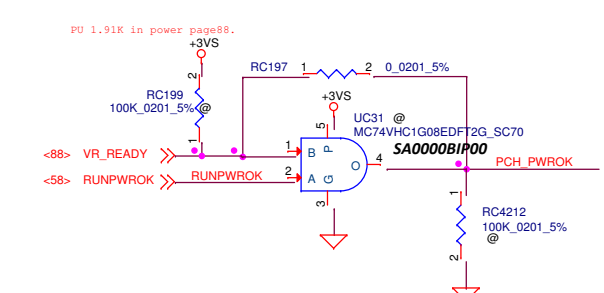 PU 1.91K in power page88.
+3VS
RC197
1
2
0_0201_5%
2
RC199
100K_0201_5%
@
1
+3VS
UC31 @
MC74VHC1G08EDFT2G_SC70
SA0000BIP00
5
<88> VR_READY
1
B
P
4
O
PCH_PWROK
<58> RUNPWROK
RUNPWROK
2
A
G
3
1
RC4212
100K_0201_5%
@
2